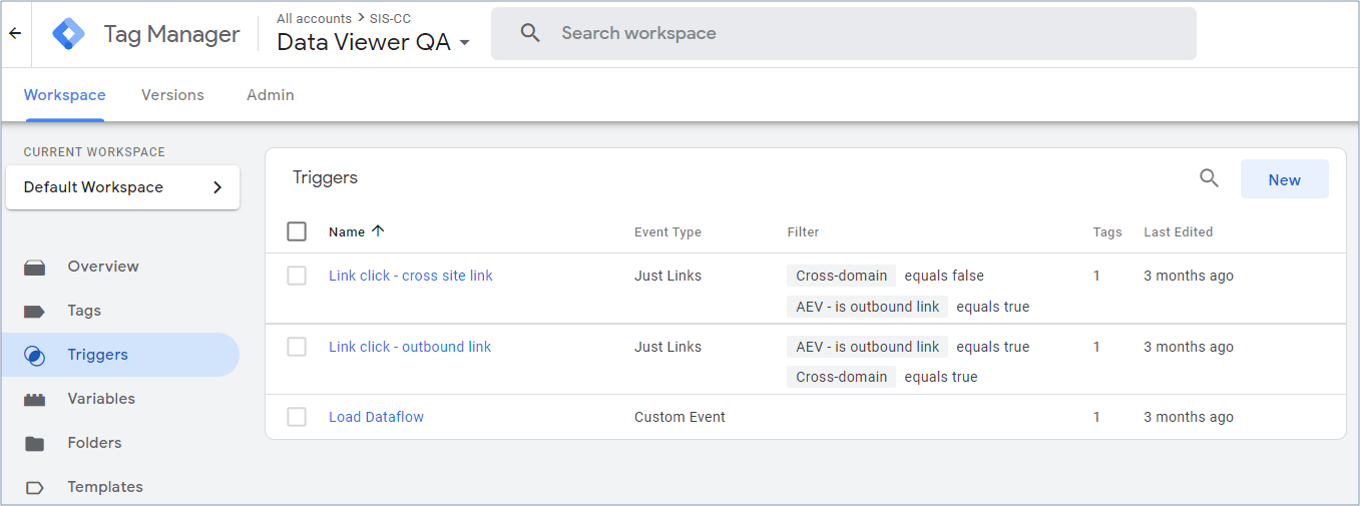 All accounts > SIS-CC
Tag Manager
Data Viewer QA
Search workspace
Workspace Versions Admin
CURRENT WORKSPACE
Default Workspace
Overview
Tags
Triggers
Variables
Folders
Templates
Triggers
New
Name Event Type Filter Tags Last Edited
Link click - cross site link Just Links Cross-domain equals false 1 3 months ago
AEV - is outbound link equals true
Link click - outbound link Just Links AEV - is outbound link equals true 1 3 months ago
Cross-domain equals true
Load Dataflow Custom Event 1 3 months ago